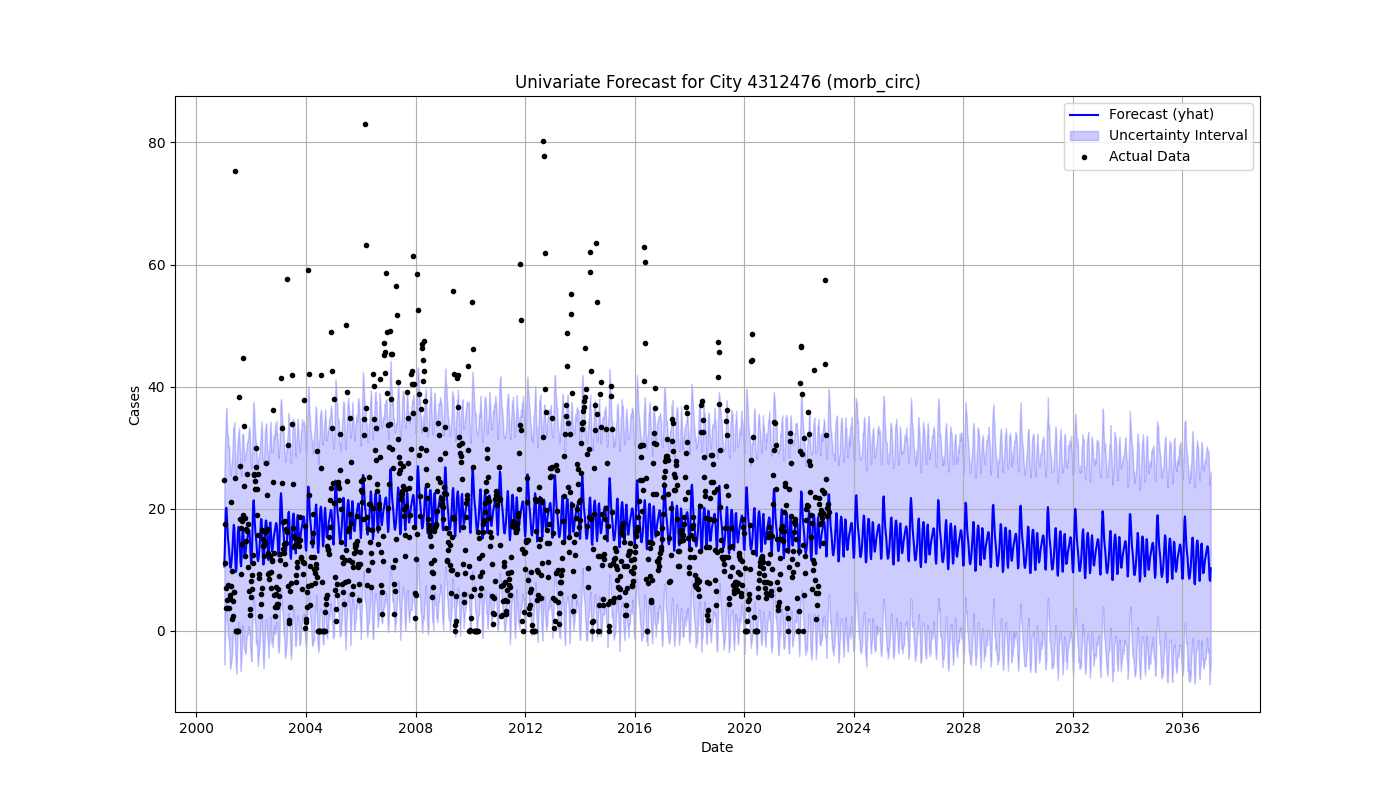 Univariate Forecast for City 4312476 (morb_circ)
Forecast (yhat)
Uncertainty Interval
Actual Data
Cases
80
60
40
20
0
2000 2004 2008 2012 2016 2020 2024 2028 2032 2036
Date